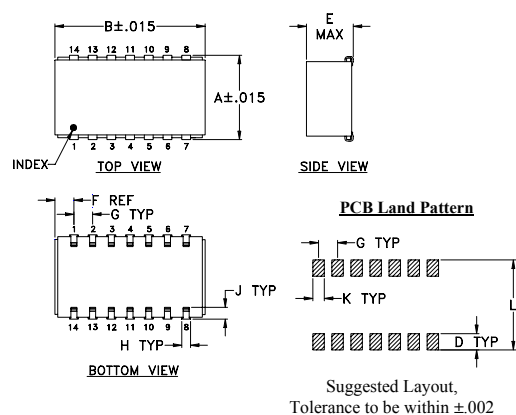 B±.015
14 13 12 11 10 9 8
A±.015
INDEX
1 2 3 4 5 6 7
TOP VIEW
E
MAX
SIDE VIEW
F REF
G TYP
1 2 3 4 5 6 7
J TYP
14 13 12 11 10 9 8
H TYP
BOTTOM VIEW
PCB Land Pattern
G TYP
K TYP
L
D TYP
Suggested Layout,
Tolerance to be within ±.002